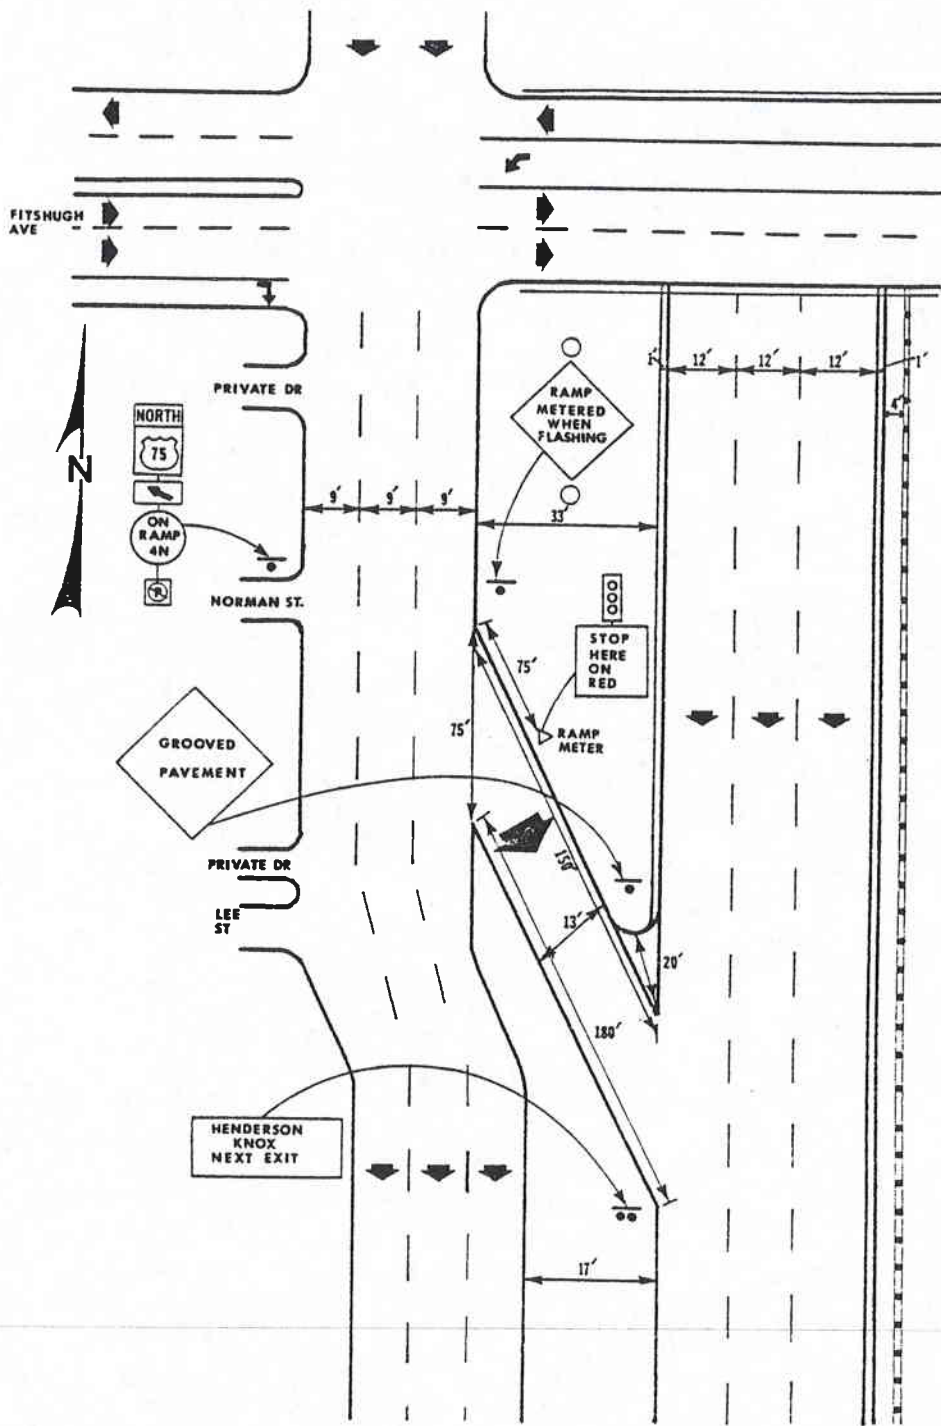 FITSHUGH
AVE
PRIVATE DR
NORTH
75
ON
RAMP
4N
P
N
NORMAN ST.
RAMP
METERED
WHEN
FLASHING
1'
12'
12'
12'
1'
4'
9'
9'
9'
33'
STOP
HERE
ON
RED
75'
75'
RAMP
METER
GROOVED
PAVEMENT
150'
PRIVATE DR
LEE
ST
13'
20'
180'
HENDERSON
KNOX
NEXT EXIT
17'